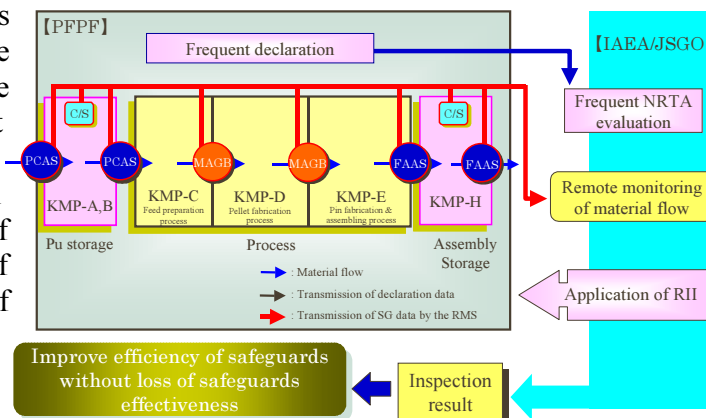 s
e
e
t
f
f
f
【PFPF】
Frequent declaration
【IAEA/JSGO
C/S
C/S
Frequent NRTA
evaluation
PCAS
PCAS
MAGB
MAGB
FAAS
FAAS
KMP-A,B
KMP-C
Feed preparation
process
KMP-D
Pellet fabrication
process
KMP-E
Pin fabrication &
assembling process
KMP-H
Remote monitoring
of material flow
Pu storage
Process
Assembly
Storage
: Material flow
: Transmission of declaration data
: Transmission of SG data by the RMS
Application of RII
Improve efficiency of safeguards
without loss of safeguards
effectiveness
Inspection
result